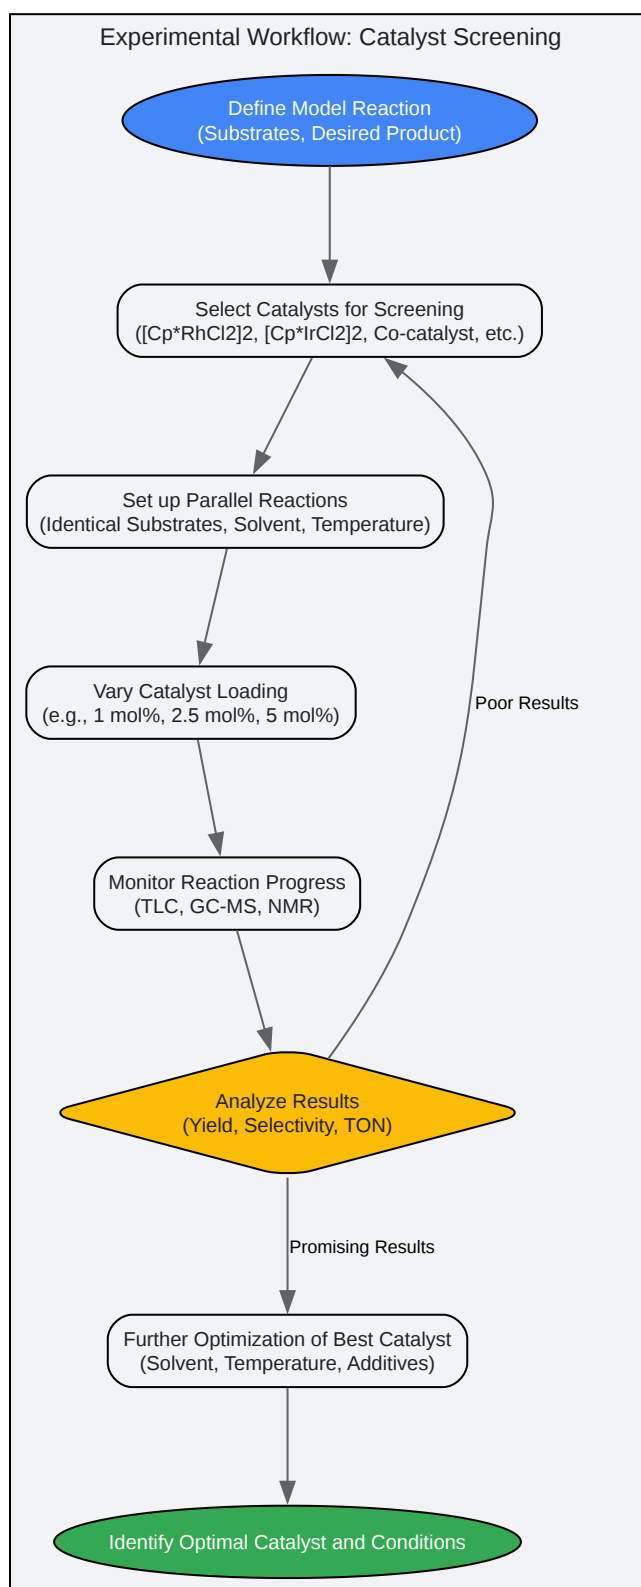 Experimental Workflow: Catalyst Screening
Define Model Reaction
(Substrates, Desired Product)
Select Catalysts for Screening
([Cp*RhCl2]2, [Cp*IrCl2]2, Co-catalyst, etc.)
Set up Parallel Reactions
(Identical Substrates, Solvent, Temperature)
Vary Catalyst Loading
(e.g., 1 mol%, 2.5 mol%, 5 mol%)
Poor Results
Monitor Reaction Progress
(TLC, GC-MS, NMR)
Analyze Results
(Yield, Selectivity, TON)
Promising Results
Further Optimization of Best Catalyst
(Solvent, Temperature, Additives)
Identify Optimal Catalyst and Conditions